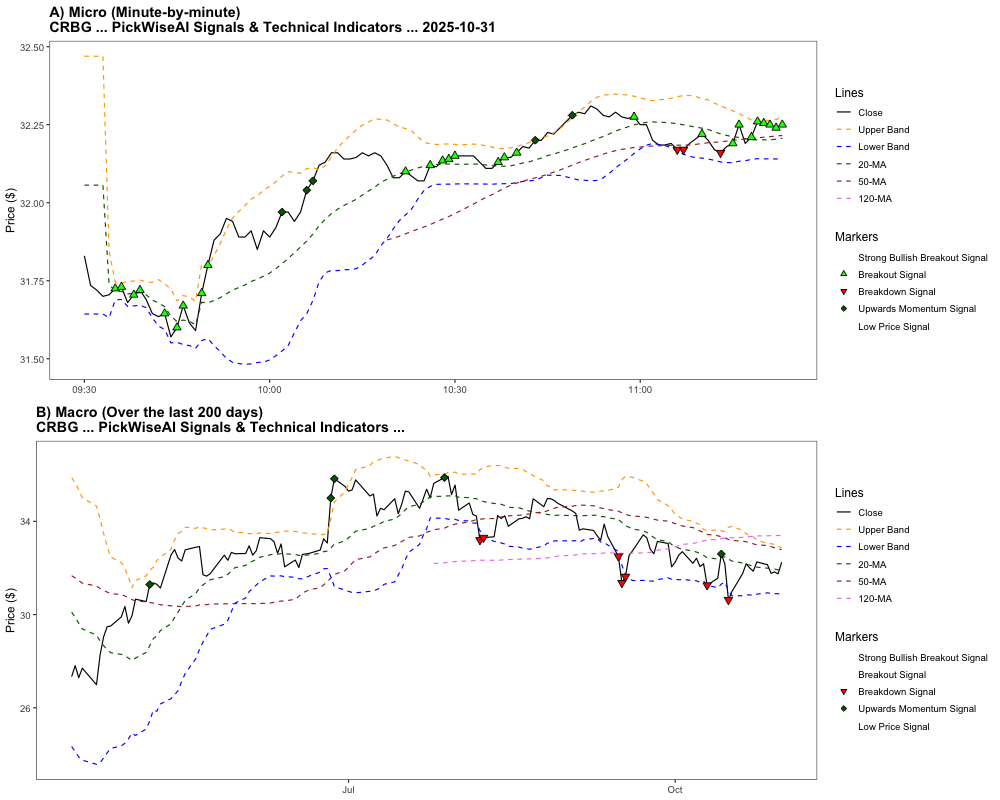 A) Micro (Minute-by-minute)
CRBG ... PickWiseAI Signals & Technical Indicators ... 2025-10-31
Price ($)
32.50
32.25
32.00
31.75
31.50
09:30
10:00
10:30
11:00
Lines
Close
Upper Band
Lower Band
20-MA
50-MA
120-MA
Markers
Strong Bullish Breakout Signal
Breakout Signal
Breakdown Signal
Upwards Momentum Signal
Low Price Signal
B) Macro (Over the last 200 days)
CRBG ... PickWiseAI Signals & Technical Indicators ...
Price ($)
34
30
26
Jul
Oct
Lines
Close
Upper Band
Lower Band
20-MA
50-MA
120-MA
Markers
Strong Bullish Breakout Signal
Breakout Signal
Breakdown Signal
Upwards Momentum Signal
Low Price Signal